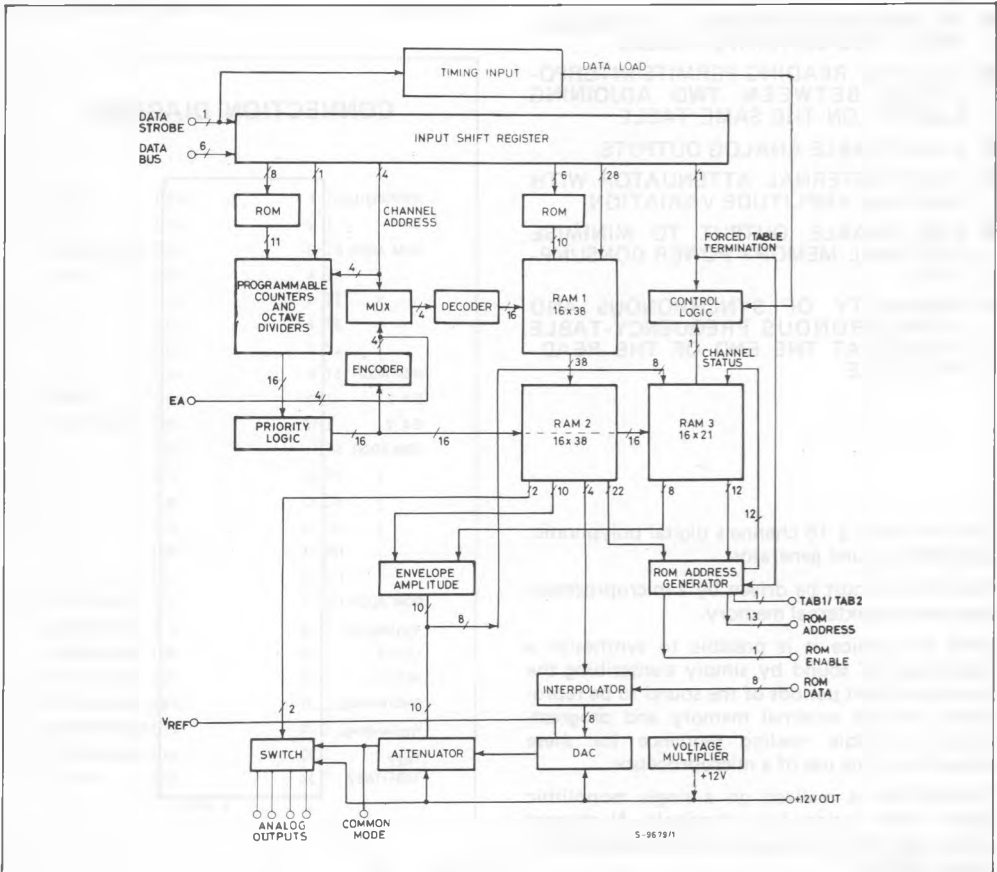 TIMING INPUT
DATA LOAD
DATA
STROBE
1
DATA
BUS
6
INPUT SHIFT REGISTER
8
1
4
6
28
1
ROM
CHANNEL
ADDRESS
ROM
11
10
FORCED TABLE
TERMINATION
PROGRAMMABLE
COUNTERS
AND
OCTAVE
DIVIDERS
4
MUX
4
DECODER
16
RAM 1
16x38
CONTROL
LOGIC
4
1
CHANNEL
STATUS
ENCODER
38
8
16
4
EA
PRIORITY
LOGIC
16
16
RAM 2
16x38
16
RAM 3
16x21
2
10
4
22
8
12
12
ENVELOPE
AMPLITUDE
ROM ADDRESS
GENERATOR
10
8
1
TAB1/TAB2
13
ROM
ADDRESS
1
ROM
ENABLE
INTERPOLATOR
8
ROM
DATA
VREF
2
10
SWITCH
ATTENUATOR
DAC
VOLTAGE
MULTIPLIER
+12V
+12V OUT
ANALOG
OUTPUTS
COMMON
MODE
S-9679/1